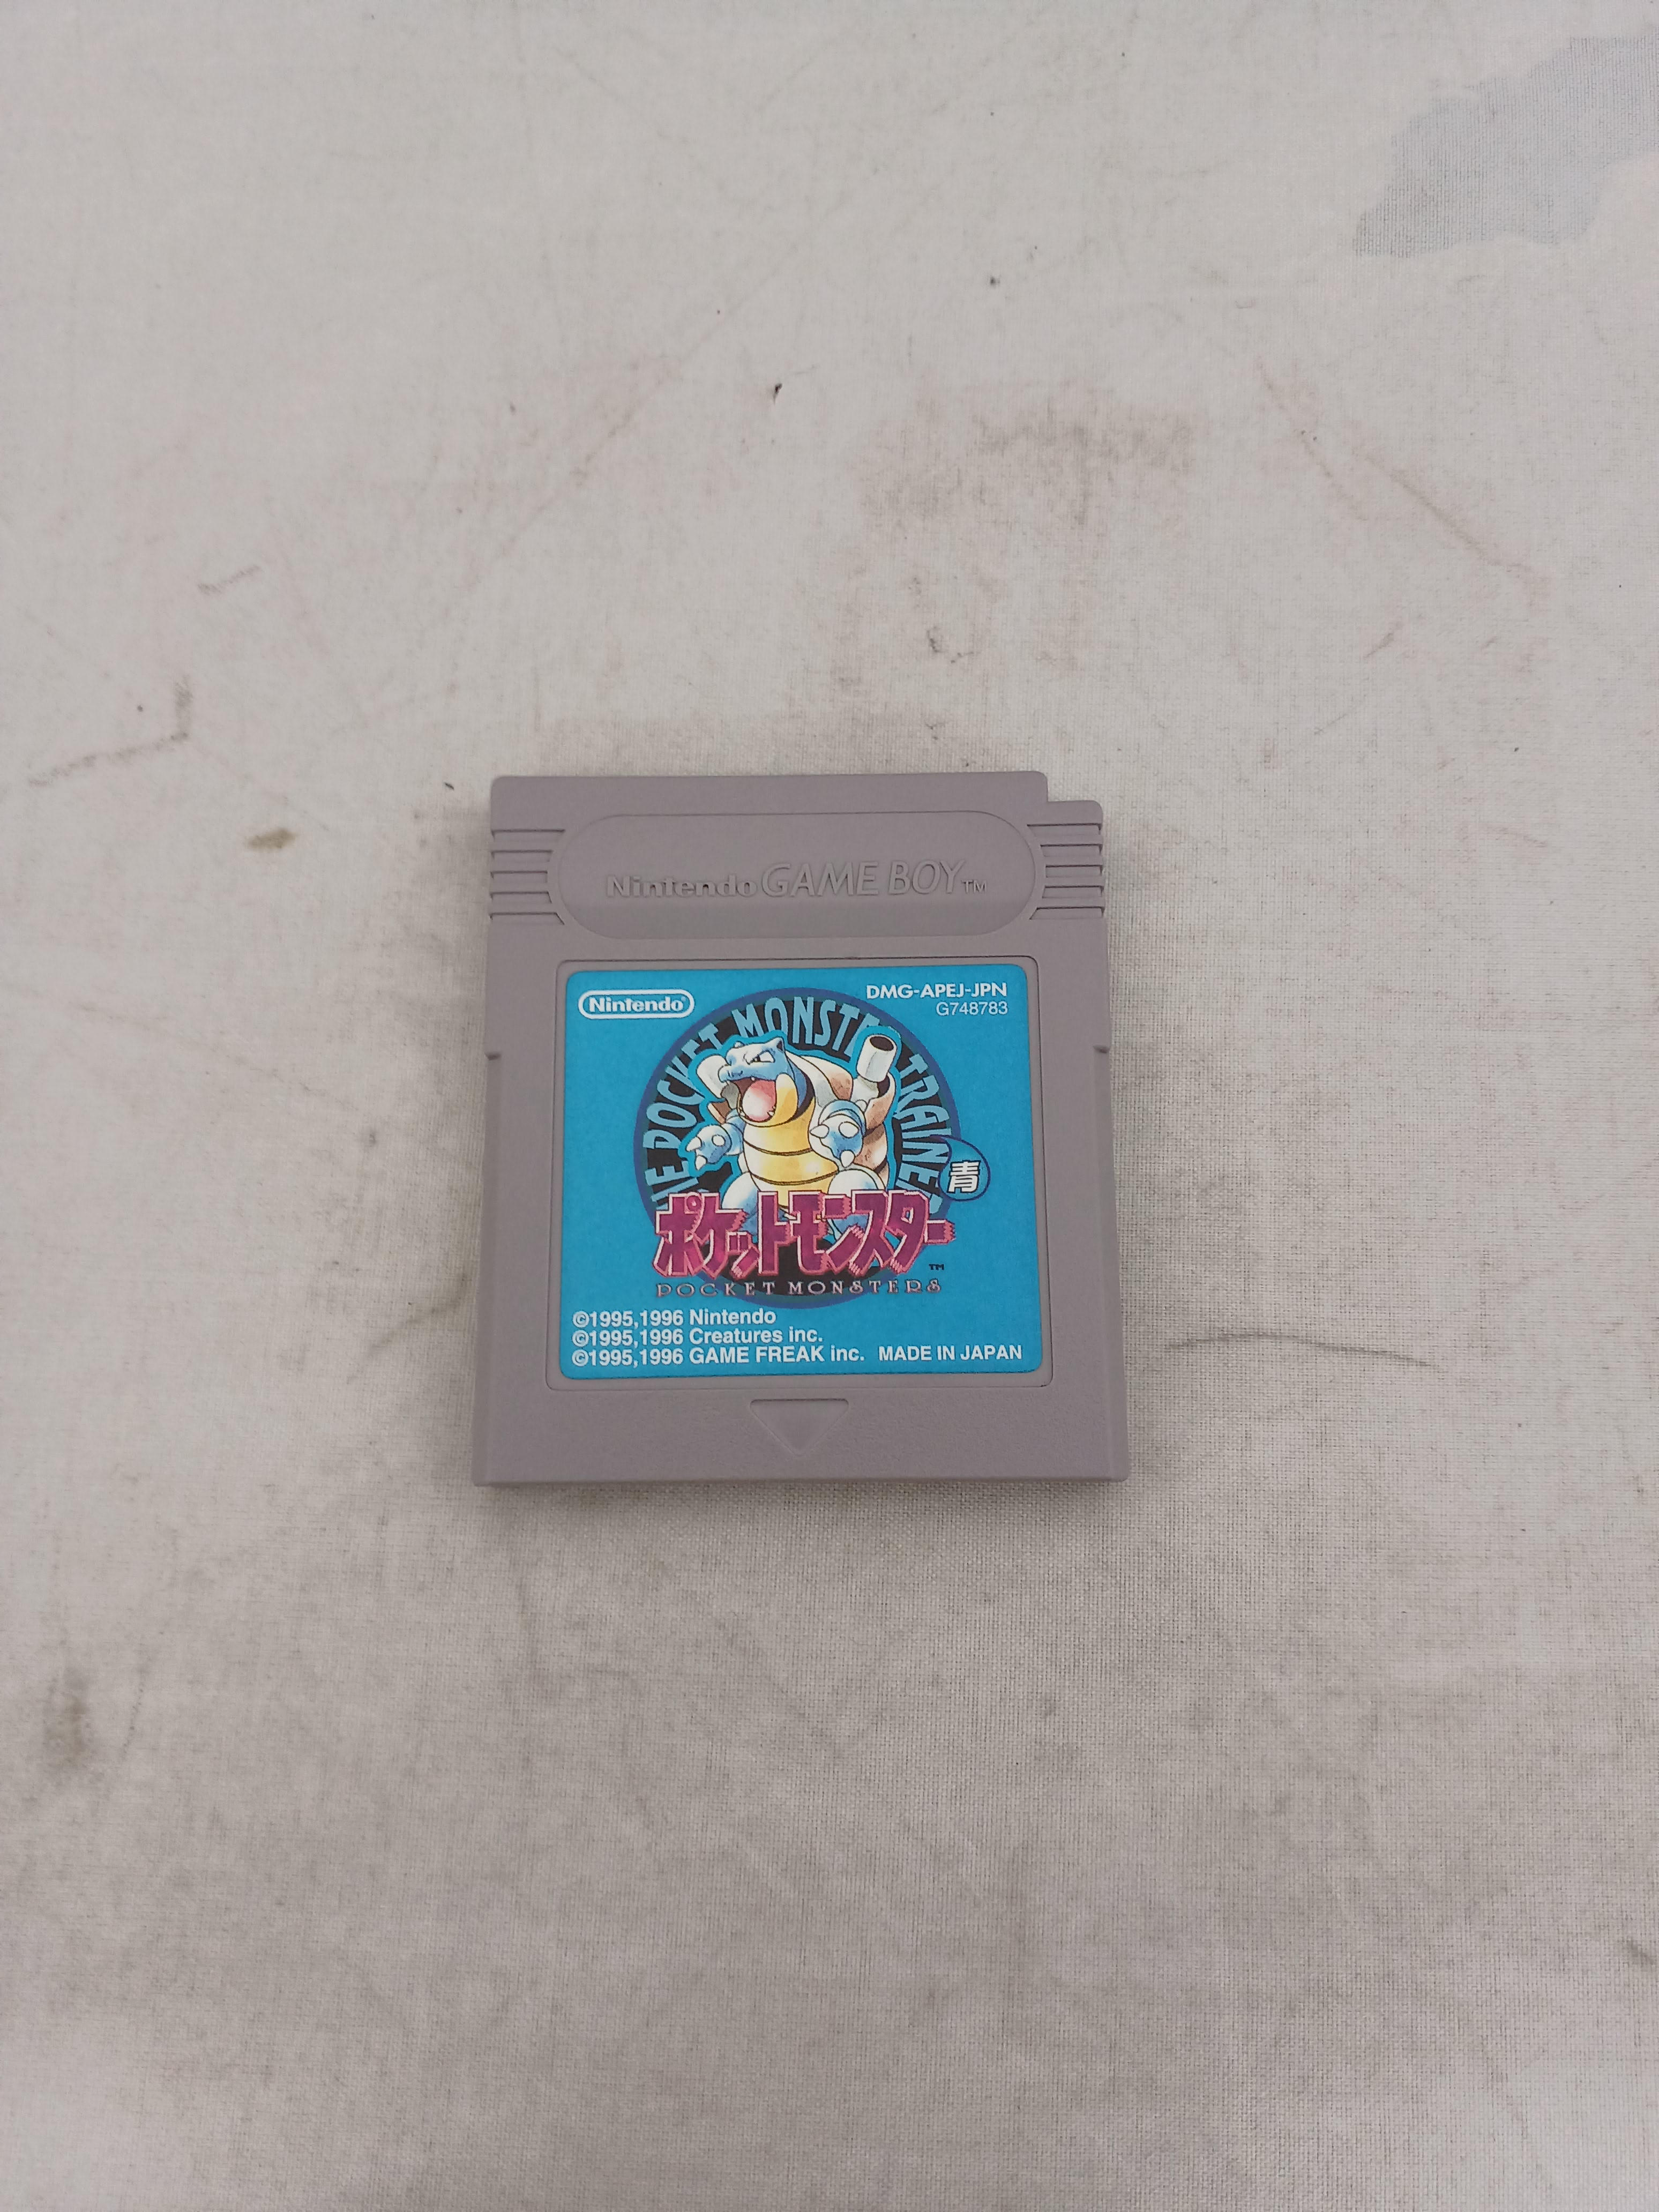 Nintendo GAME BOY TM
Nintendo
DMG-APEJ-JPN
G748783
POCKET MONSTER TRAINER
青
ポケットモンスター
TM
POCKET MONSTERS
©1995,1996 Nintendo
©1995,1996 Creatures inc.
©1995,1996 GAME FREAK inc. MADE IN JAPAN